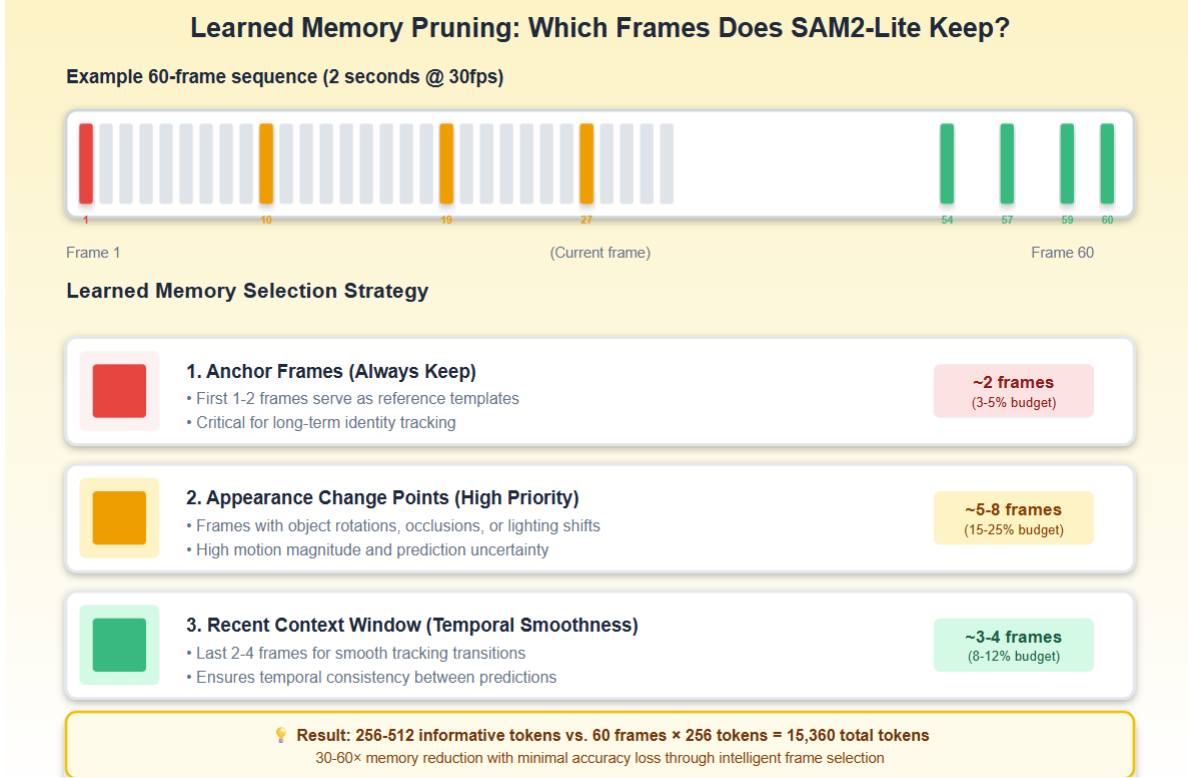 Learned Memory Pruning: Which Frames Does SAM2-Lite Keep?
Example 60-frame sequence (2 seconds @ 30fps)
1 10 19 27 54 57 59 60
Frame 1 (Current frame) Frame 60
Learned Memory Selection Strategy
1. Anchor Frames (Always Keep)
• First 1-2 frames serve as reference templates
• Critical for long-term identity tracking
~2 frames
(3-5% budget)
2. Appearance Change Points (High Priority)
• Frames with object rotations, occlusions, or lighting shifts
• High motion magnitude and prediction uncertainty
~5-8 frames
(15-25% budget)
3. Recent Context Window (Temporal Smoothness)
• Last 2-4 frames for smooth tracking transitions
• Ensures temporal consistency between predictions
~3-4 frames
(8-12% budget)
💡 Result: 256-512 informative tokens vs. 60 frames × 256 tokens = 15,360 total tokens
30-60× memory reduction with minimal accuracy loss through intelligent frame selection